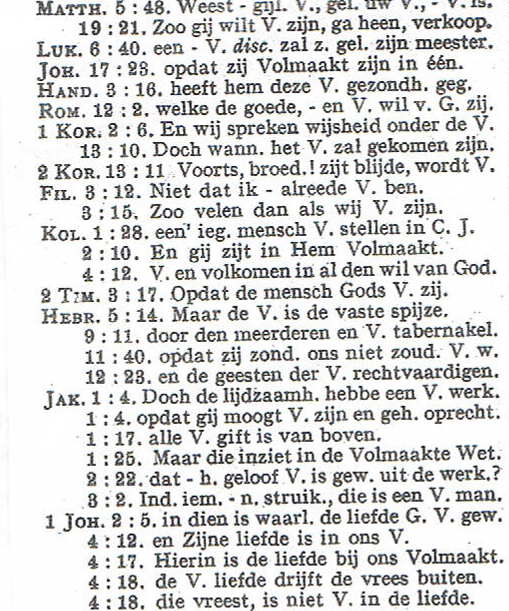 MATTH. 5 : 48. Weest - gijl. V., gel. uw V., - V. is.
19 : 21. Zoo gij wilt V. zijn, ga heen, verkoop.
LUK. 6 : 40. een - V. disc. zal z. gel. zijn meester.
JOH. 17 : 23. opdat zij Volmaakt zijn in één.
HAND. 3 : 16. heeft hem deze V. gezondh. geg.
ROM. 12 : 2. welke de goede, - en V. wil v. G. zij.
1 KOR. 2 : 6. En wij spreken wijsheid onder de V.
13 : 10. Doch wann. het V. zal gekomen zijn.
2 KOR. 13 : 11 Voorts, broed.! zijt blijde, wordt V.
FIL. 3 : 12. Niet dat ik - alreede V. ben.
3 : 15. Zoo velen dan als wij V. zijn.
KOL. 1 : 28. een' ieg. mensch V. stellen in C. J.
2 : 10. En gij zijt in Hem Volmaakt.
4 : 12. V. en volkomen in al den wil van God.
2 TIM. 3 : 17. Opdat de mensch Gods V. zij.
HEBR. 5 : 14. Maar de V. is de vaste spijze.
9 : 11. door den meerderen en V. tabernakel.
11 : 40. opdat zij zond. ons niet zoud. V. w.
12 : 23. en de geesten der V. rechtvaardigen.
JAK. 1 : 4. Doch de lijdzaamh. hebbe een V. werk.
1 : 4. opdat gij moogt V. zijn en geh. oprecht.
1 : 17. alle V. gift is van boven.
1 : 25. Maar die inziet in de Volmaakte Wet.
2 : 22. dat - h. geloof V. is gew. uit de werk.?
3 : 2. Ind. iem. - n. struik., die is een V. man.
1 JOH. 2 : 5. in dien is waarl. de liefde G. V. gew.
4 : 12. en Zijne liefde is in ons V.
4 : 17. Hierin is de liefde bij ons Volmaakt.
4 : 18. de V. liefde drijft de vrees buiten.
4 : 18. die vreest, is niet V. in de liefde.